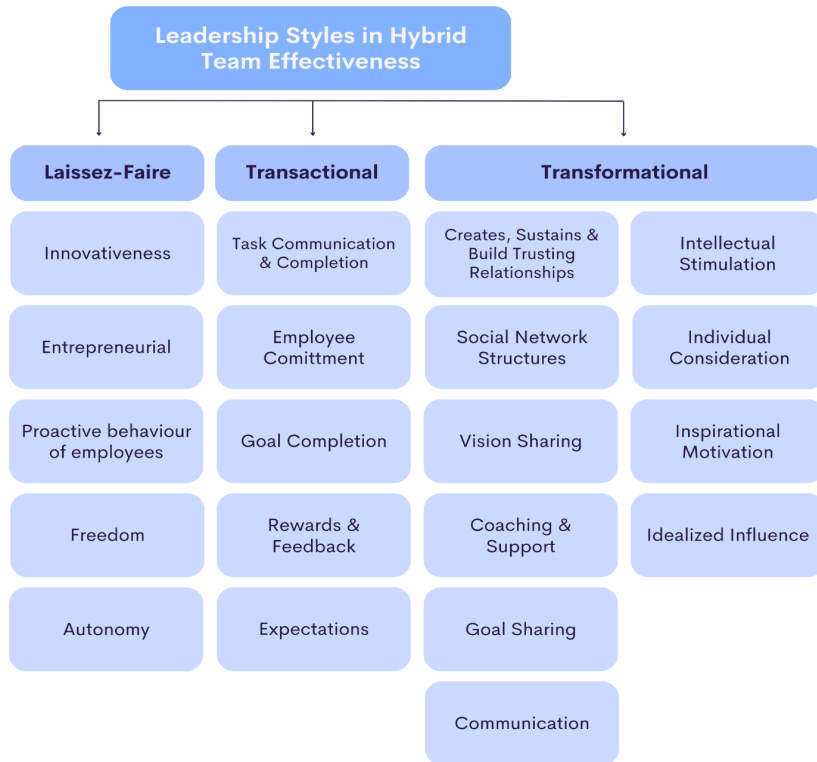 Leadership Styles in Hybrid
Team Effectiveness
Laissez-Faire
Transactional
Transformational
Innovativeness
Entrepreneurial
Proactive behaviour
of employees
Freedom
Autonomy
Task Communication
& Completion
Employee
Comittment
Goal Completion
Rewards &
Feedback
Expectations
Creates, Sustains &
Build Trusting
Relationships
Social Network
Structures
Vision Sharing
Coaching &
Support
Goal Sharing
Communication
Intellectual
Stimulation
Individual
Consideration
Inspirational
Motivation
Idealized Influence